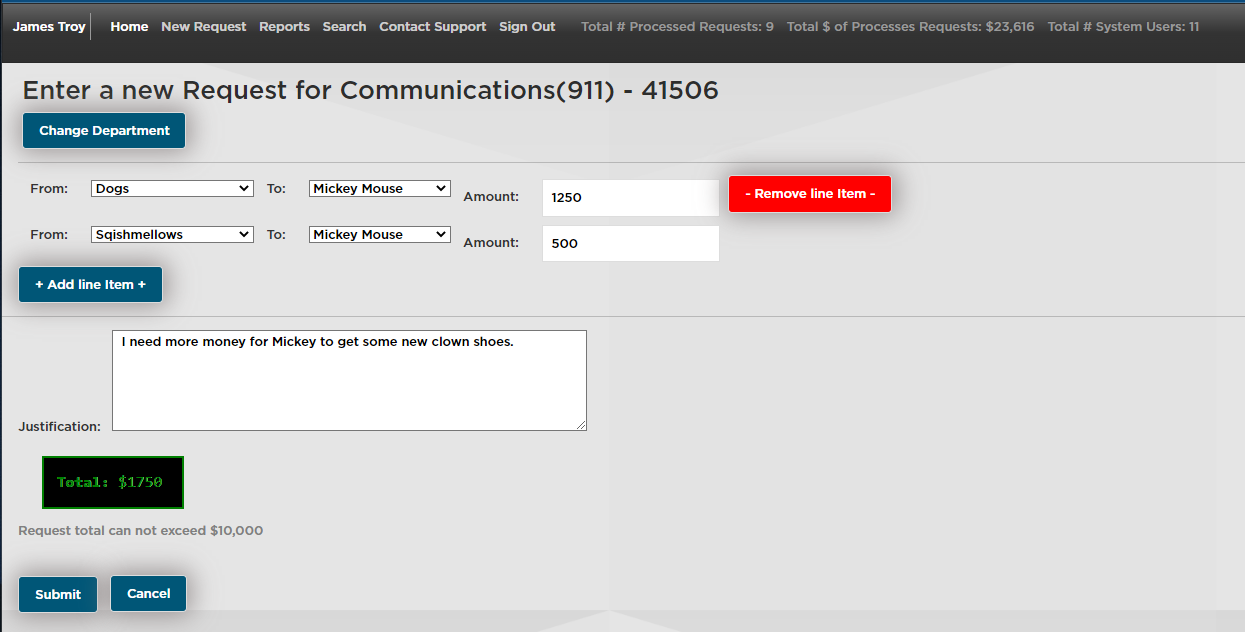 James Troy Home New Request Reports Search Contact Support Sign Out Total # Processed Requests: 9 Total $ of Processes Requests: $23,616 Total # System Users: 11
Enter a new Request for Communications(911) - 41506
Change Department
From: Dogs To: Mickey Mouse Amount: 1250 - Remove line Item -
From: Sqishmellows To: Mickey Mouse Amount: 500
+ Add line Item +
I need more money for Mickey to get some new clown shoes.
Justification:
Total: $1750
Request total can not exceed $10,000
Submit Cancel